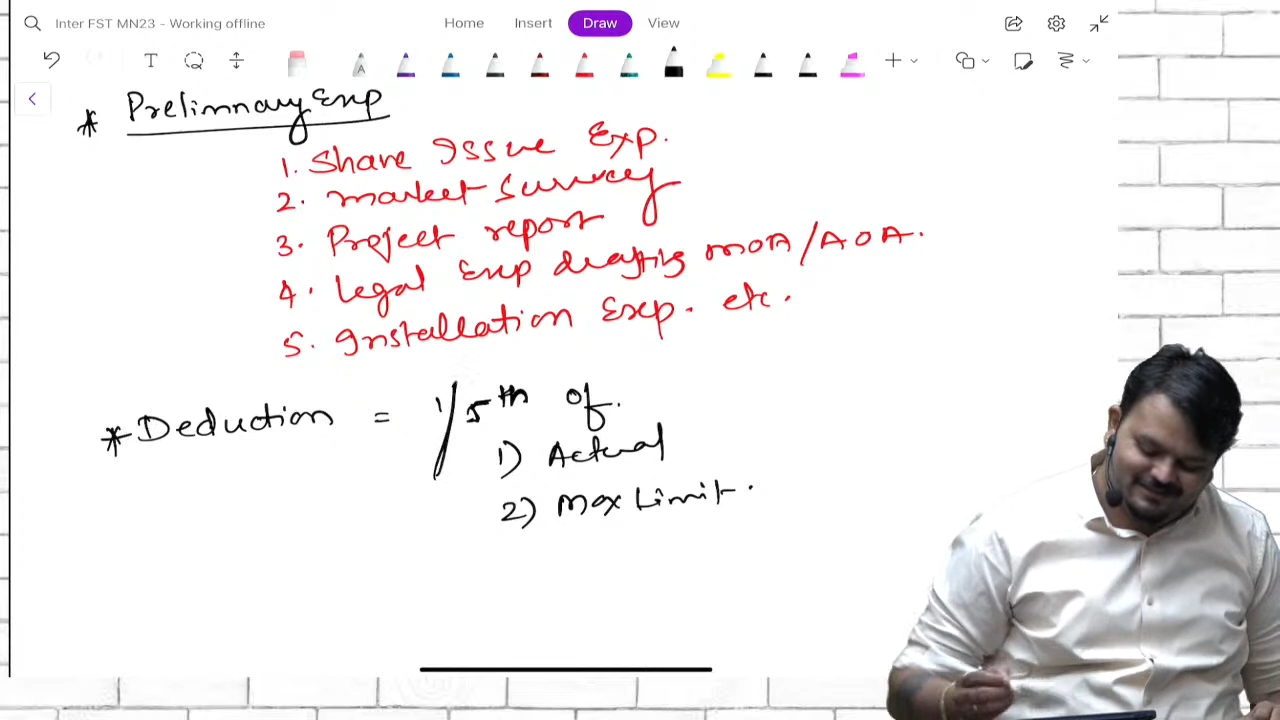 Inter FST MN23 - Working offline
Home Insert Draw View
* Prelimnary Exp
1. Share Issue Exp.
2. Market Survey
3. Project report
4. Legal Exp drafting MOA/AOA.
5. Installation Exp. etc.
* Deduction = 1/5th of.
1) Actual
2) Max Limit.